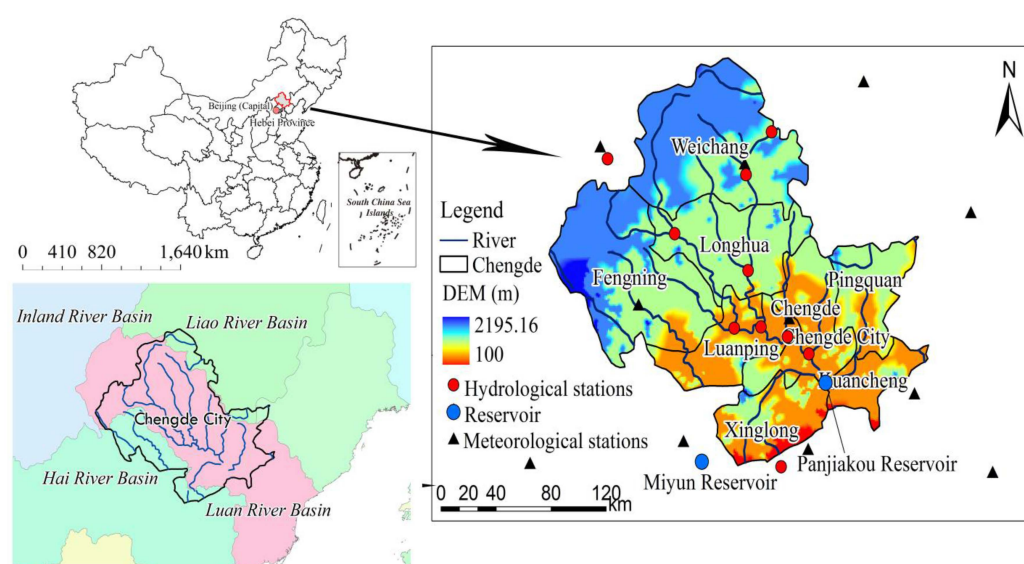 Beijing (Capital)
Hebei Province
South China Sea
Islands
0 410 820 1,640 km
Inland River Basin
Liao River Basin
Chengde City
Hai River Basin
Luan River Basin
N
Weichang
Longhua
Fengning
Pingquan
Chengde
Chengde City
Luanping
Kuancheng
Xinglong
Panjiakou Reservoir
Miyun Reservoir
Legend
River
Chengde
DEM (m)
2195.16
100
Hydrological stations
Reservoir
Meteorological stations
0 20 40 80 120
km